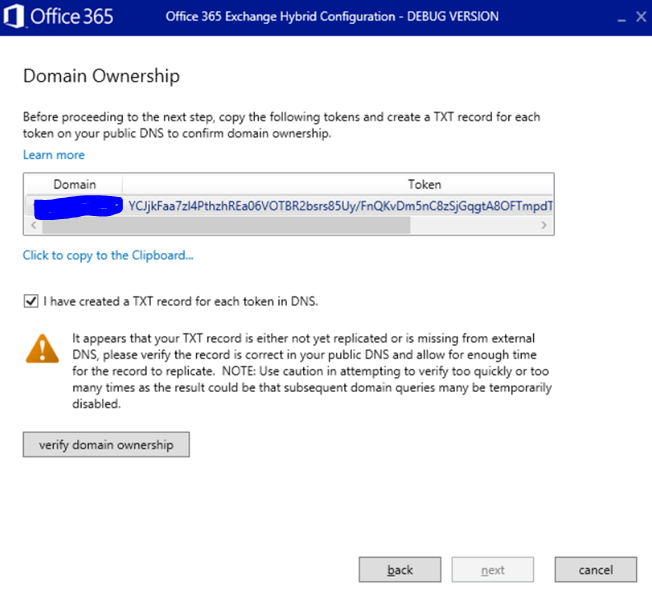 Office 365
Office 365 Exchange Hybrid Configuration - DEBUG VERSION
Domain Ownership
Before proceeding to the next step, copy the following tokens and create a TXT record for each
token on your public DNS to confirm domain ownership.
Learn more
Domain Token
YCJjkFaa7zl4PthzhREa06VOTBR2bsrs85Uy/FnQKvDm5nC8zSjGqgtA8OFTmpdT
Click to copy to the Clipboard...
I have created a TXT record for each token in DNS.
It appears that your TXT record is either not yet replicated or is missing from external
DNS, please verify the record is correct in your public DNS and allow for enough time
for the record to replicate. NOTE: Use caution in attempting to verify too quickly or too
many times as the result could be that subsequent domain queries many be temporarily
disabled.
verify domain ownership
back next cancel